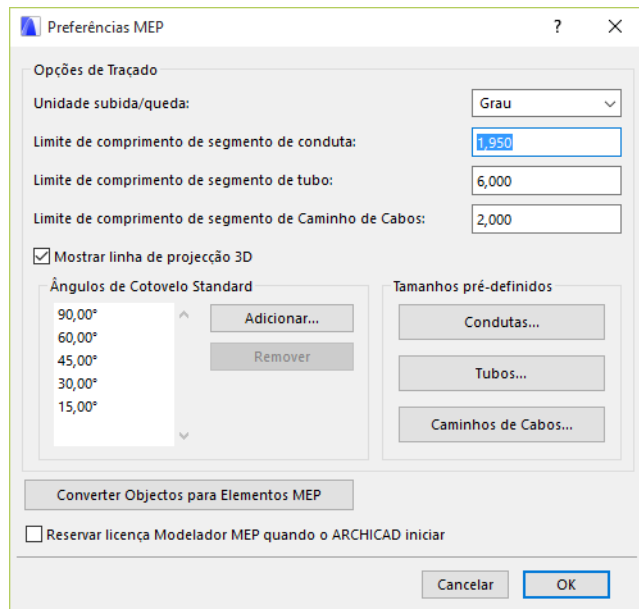 Preferências MEP
?
Opções de Traçado
Unidade subida/queda:
Grau
Limite de comprimento de segmento de conduta:
1,950
Limite de comprimento de segmento de tubo:
6,000
Limite de comprimento de segmento de Caminho de Cabos:
2,000
Mostrar linha de projecção 3D
Ângulos de Cotovelo Standard
90,00°
60,00°
45,00°
30,00°
15,00°
Adicionar...
Remover
Tamanhos pré-definidos
Condutas...
Tubos...
Caminhos de Cabos...
Converter Objectos para Elementos MEP
Reservar licença Modelador MEP quando o ARCHICAD iniciar
Cancelar
OK